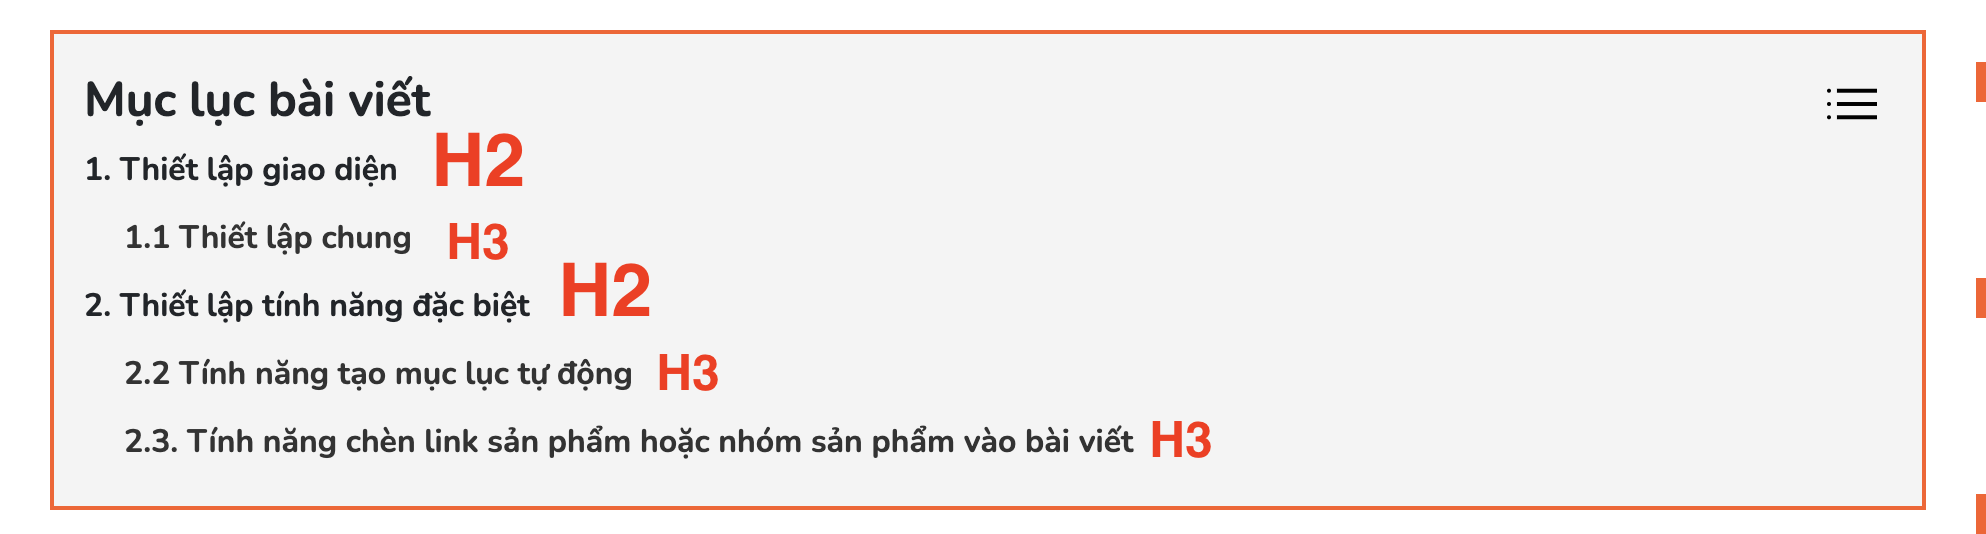 Mục lục bài viết
1. Thiết lập giao diện H2
1.1 Thiết lập chung H3
2. Thiết lập tính năng đặc biệt H2
2.2 Tính năng tạo mục lục tự động H3
2.3. Tính năng chèn link sản phẩm hoặc nhóm sản phẩm vào bài viết H3